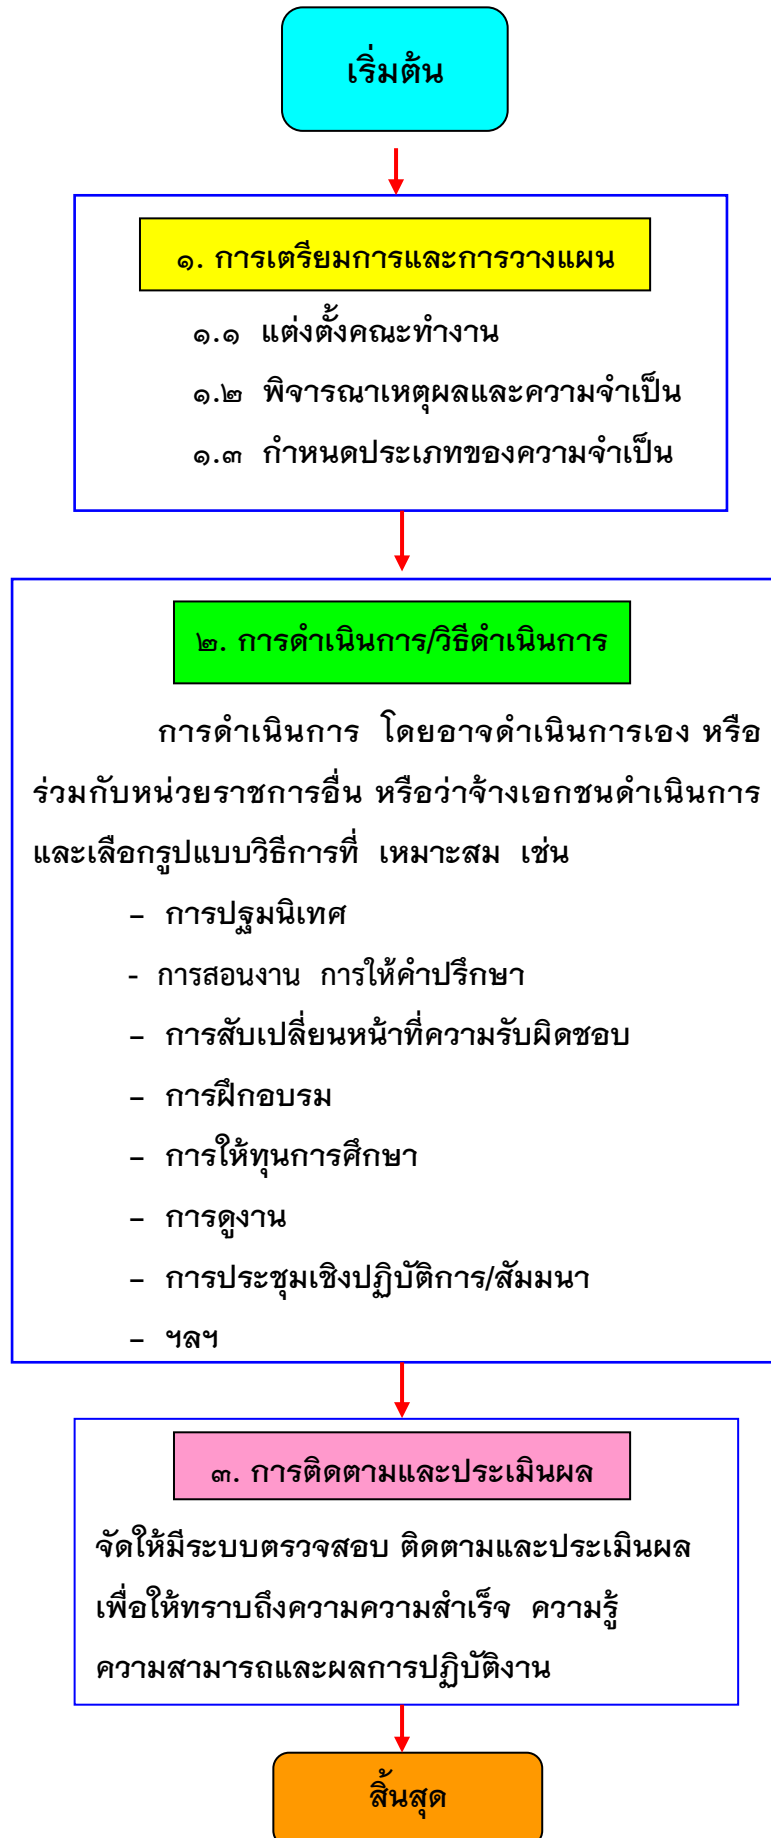 เริ่มต้น
๑. การเตรียมการและการวางแผน
๑.๑ แต่งตั้งคณะทำงาน
๑.๒ พิจารณาเหตุผลและความจำเป็น
๑.๓ กำหนดประเภทของความจำเป็น
๒. การดำเนินการ/วิธีดำเนินการ
การดำเนินการ โดยอาจดำเนินการเอง หรือ
ร่วมกับหน่วยราชการอื่น หรือว่าจ้างเอกชนดำเนินการ
และเลือกรูปแบบวิธีการที่ เหมาะสม เช่น
– การปฐมนิเทศ
- การสอนงาน การให้คำปรึกษา
– การสับเปลี่ยนหน้าที่ความรับผิดชอบ
– การฝึกอบรม
– การให้ทุนการศึกษา
– การดูงาน
– การประชุมเชิงปฏิบัติการ/สัมมนา
– ฯลฯ
๓. การติดตามและประเมินผล
จัดให้มีระบบตรวจสอบ ติดตามและประเมินผล
เพื่อให้ทราบถึงความความสำเร็จ ความรู้
ความสามารถและผลการปฏิบัติงาน
สิ้นสุด